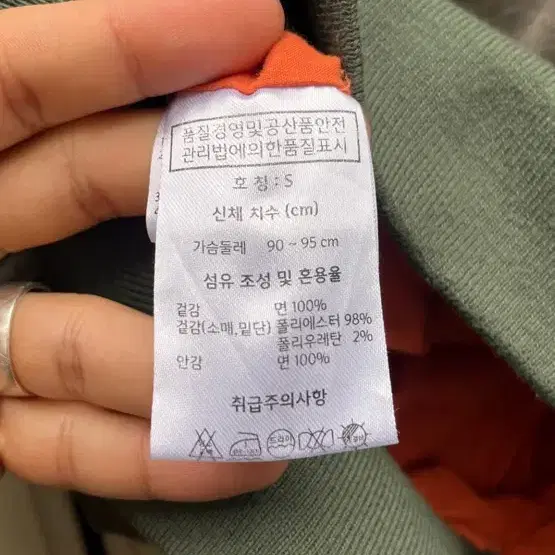 품질경영및공산품안전
관리법에의한품질표시
호 칭 : S
신체 치수 (cm)
가슴둘레 90 ~ 95 cm
섬유 조성 및 혼용율
겉감 면 100%
겉감(소매,밑단) 폴리에스터 98%
폴리우레탄 2%
안감 면 100%
취급주의사항
드라이